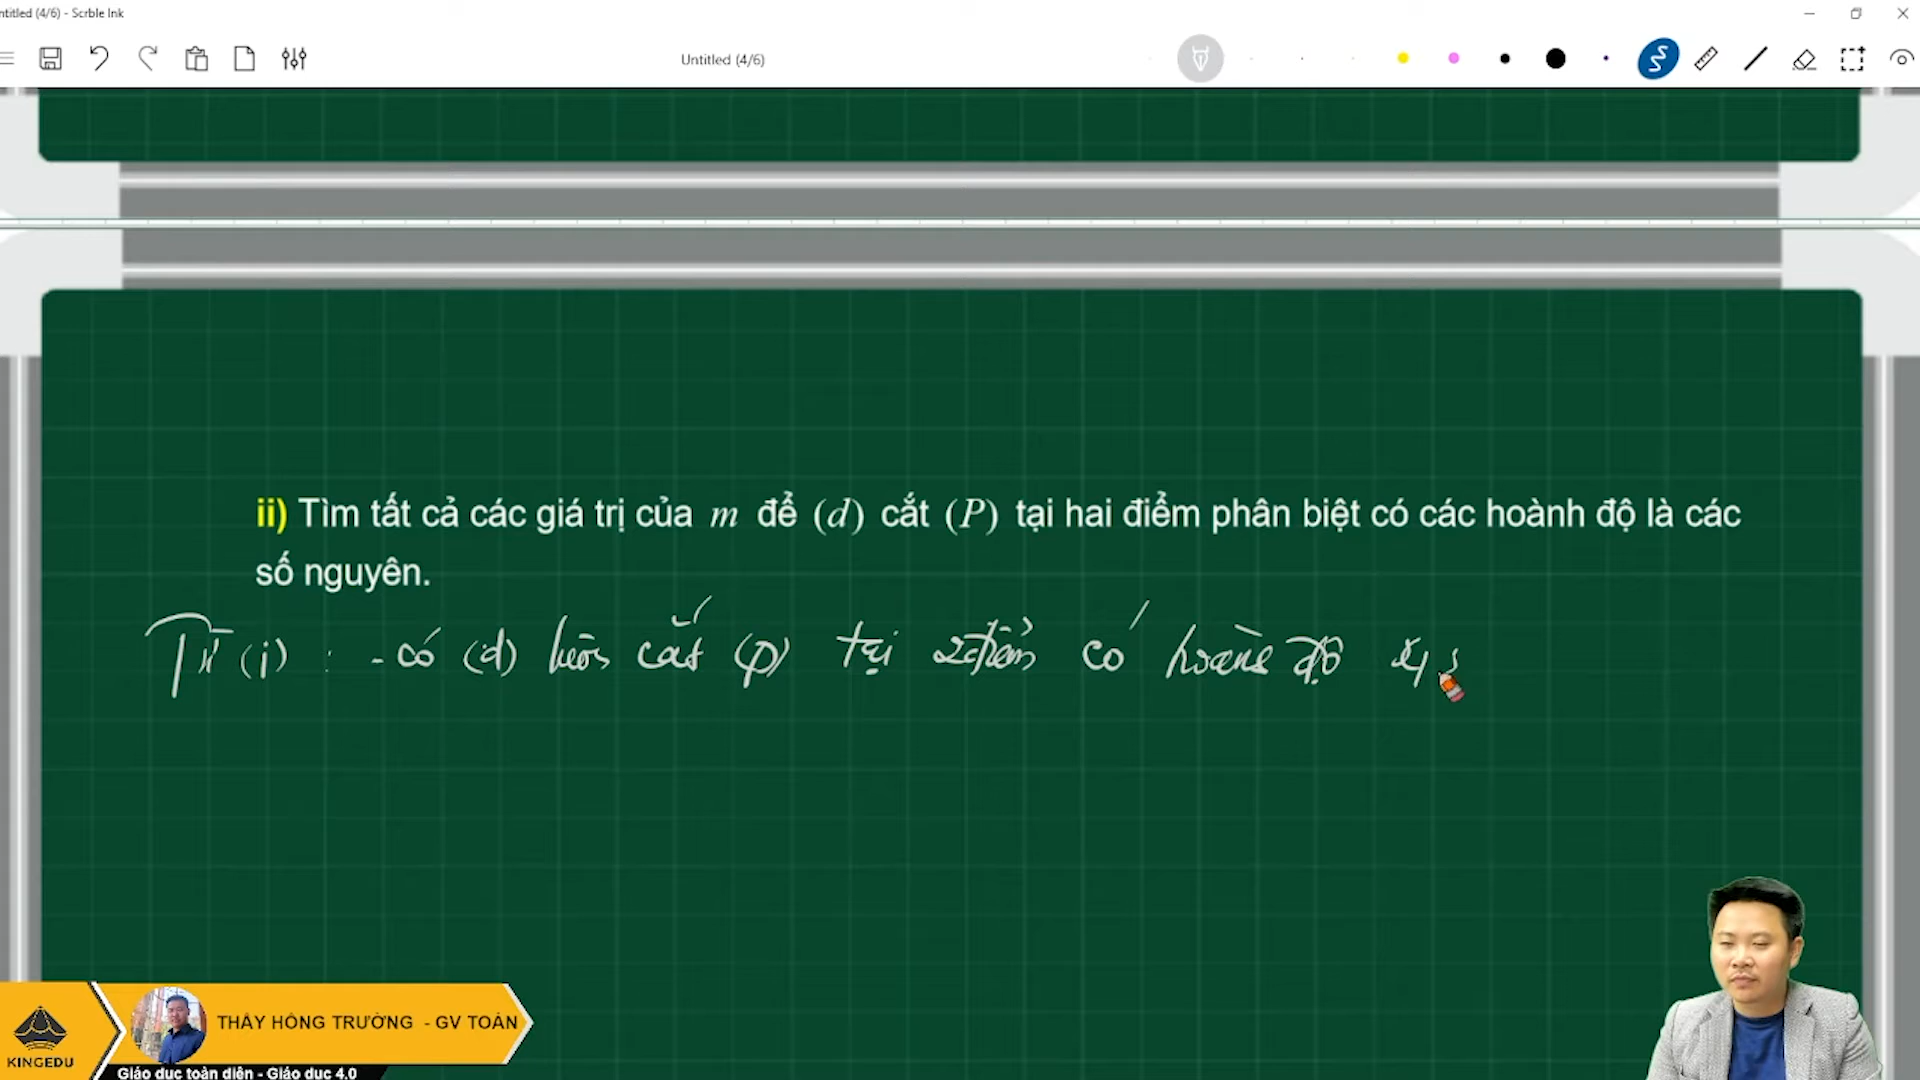 ntitled (4/6) - Scrble Ink
Untitled (4/6)
ii) Tìm tất cả các giá trị của m để (d) cắt (P) tại hai điểm phân biệt có các hoành độ là các
số nguyên.
Từ (i) : - có (d) luôn cắt (P) tại 2 điểm có hoành độ x1
THẦY HỒNG TRƯỜNG - GV TOÁN
KINGEDU
Giáo dục toàn diện - Giáo dục 4.0